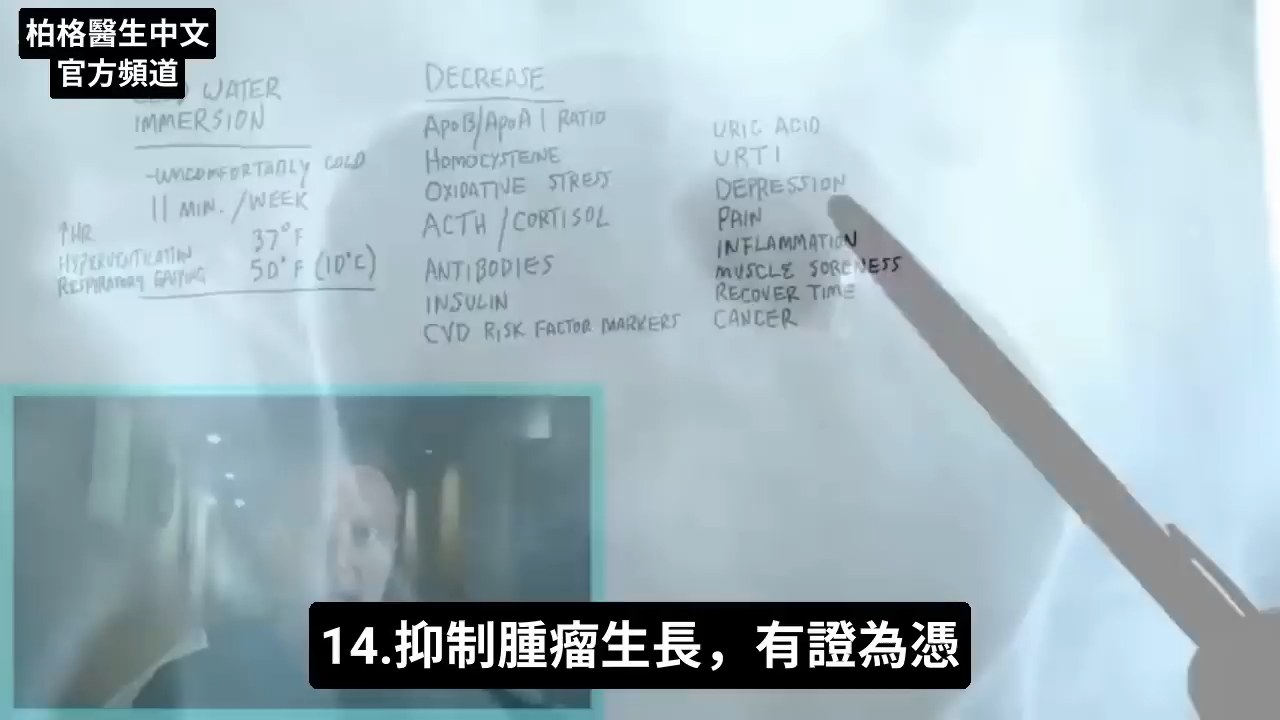 柏格醫生中文
官方頻道
WATER
IMMERSION
-UNCOMFORTABLY COLD
11 MIN. /WEEK
↑HR
HYPERVENTILATION
RESPIRATORY GASPING
37°F
50°F (10°C)
DECREASE
ApoB/ApoA1 RATIO
HOMOCYSTEINE
OXIDATIVE STRESS
ACTH/CORTISOL
ANTIBODIES
INSULIN
CVD RISK FACTOR MARKERS
URIC ACID
URTI
DEPRESSION
PAIN
INFLAMMATION
MUSCLE SORENESS
RECOVER TIME
CANCER
14.抑制腫瘤生長，有證為憑